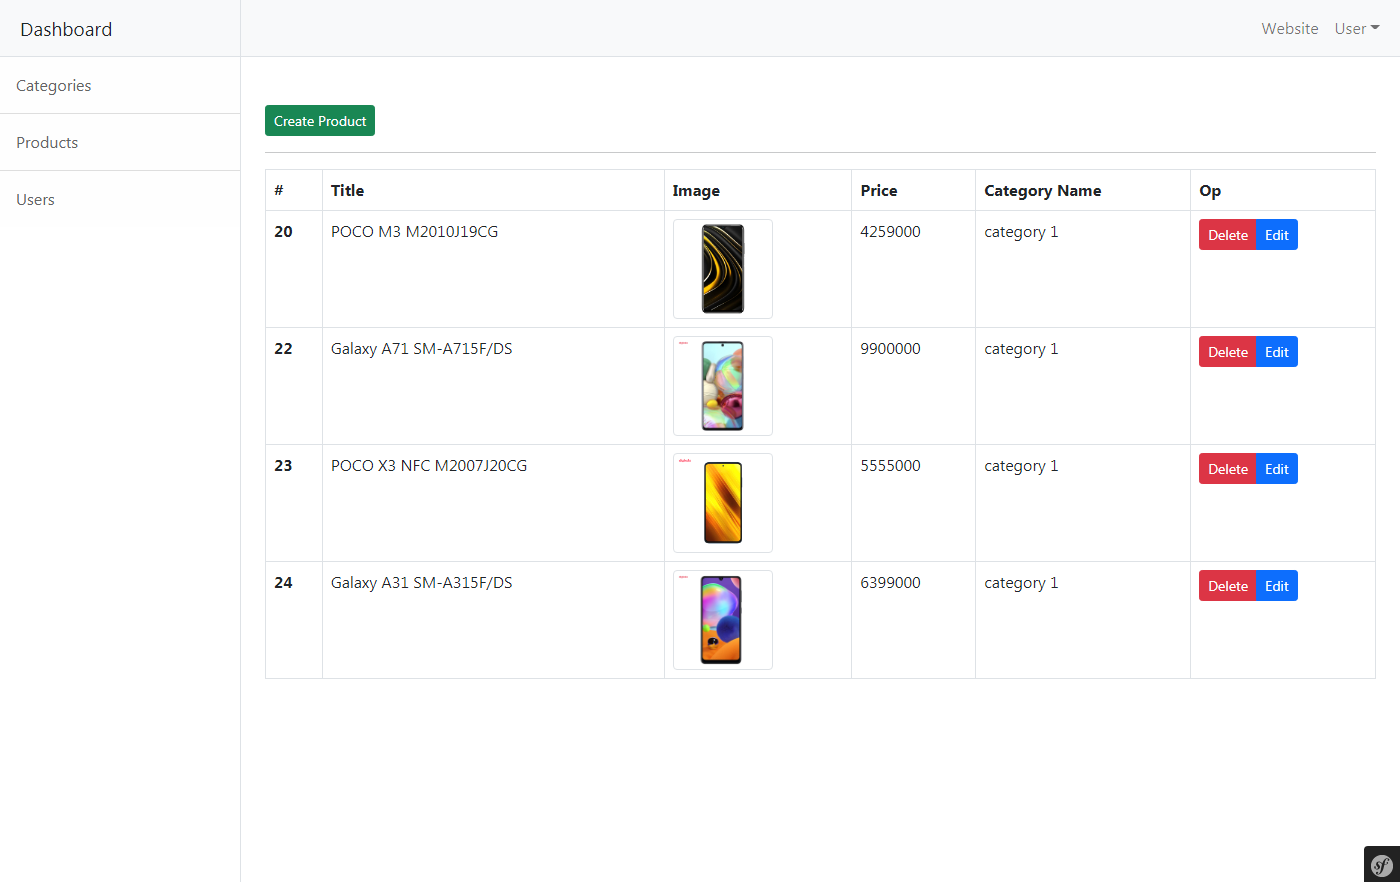 Dashboard
Website User
Categories
Products
Users
Create Product
# Title Image Price Category Name Op
20 POCO M3 M2010J19CG 4259000 category 1 Delete Edit
22 Galaxy A71 SM-A715F/DS 9900000 category 1 Delete Edit
23 POCO X3 NFC M2007J20CG 5555000 category 1 Delete Edit
24 Galaxy A31 SM-A315F/DS 6399000 category 1 Delete Edit
sf